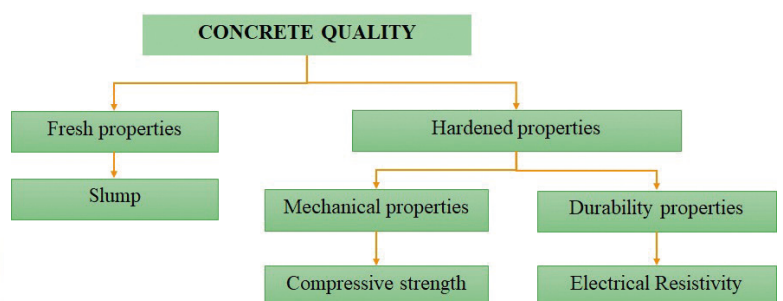 CONCRETE QUALITY
Fresh properties
Hardened properties
Slump
Mechanical properties
Durability properties
Compressive strength
Electrical Resistivity